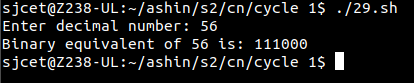 sjcet@Z238-UL:~/ashin/s2/cn/cycle 1$ ./29.sh
Enter decimal number: 56
Binary equivalent of 56 is: 111000
sjcet@Z238-UL:~/ashin/s2/cn/cycle 1$